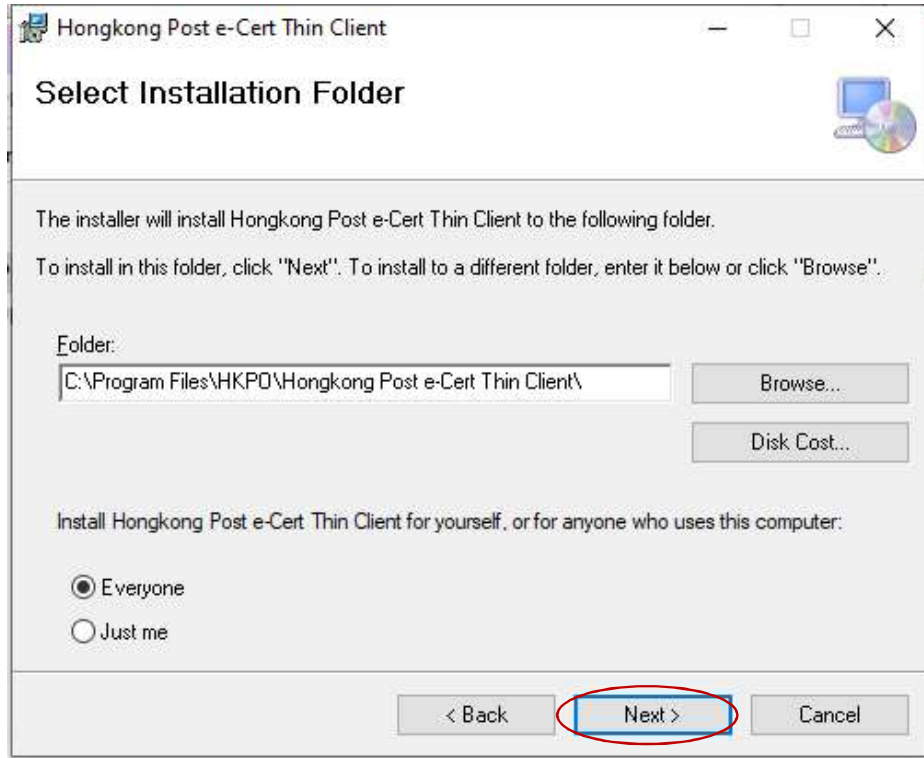 Hongkong Post e-Cert Thin Client
Select Installation Folder
The installer will install Hongkong Post e-Cert Thin Client to the following folder.
To install in this folder, click "Next". To install to a different folder, enter it below or click "Browse".
Folder:
C:\Program Files\HKPO\Hongkong Post e-Cert Thin Client\
Browse...
Disk Cost...
Install Hongkong Post e-Cert Thin Client for yourself, or for anyone who uses this computer:
Everyone
Just me
< Back
Next >
Cancel